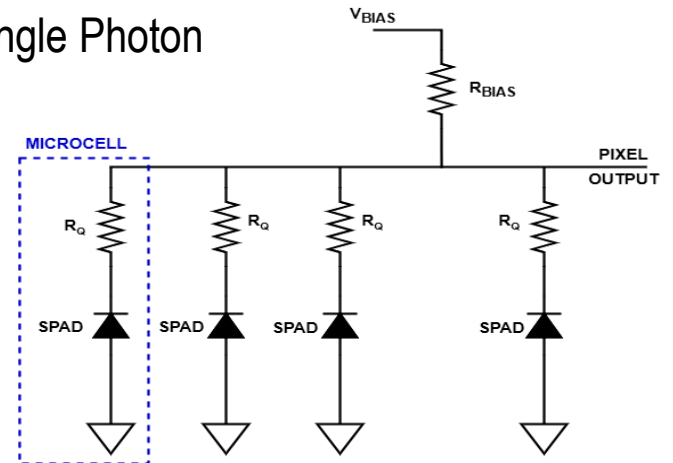 ngle Photon
VBIAS
RBIAS
MICROCELL
PIXEL
OUTPUT
RQ
RQ
RQ
RQ
SPAD
SPAD
SPAD
SPAD